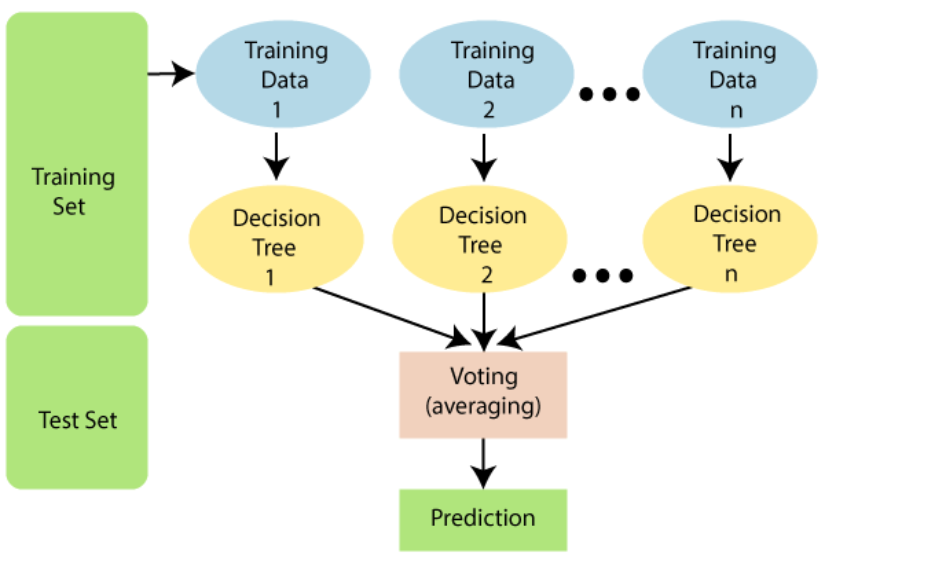 Training
Set
Training
Data
1
Training
Data
2
Training
Data
n
Decision
Tree
1
Decision
Tree
2
Decision
Tree
n
Test Set
Voting
(averaging)
Prediction